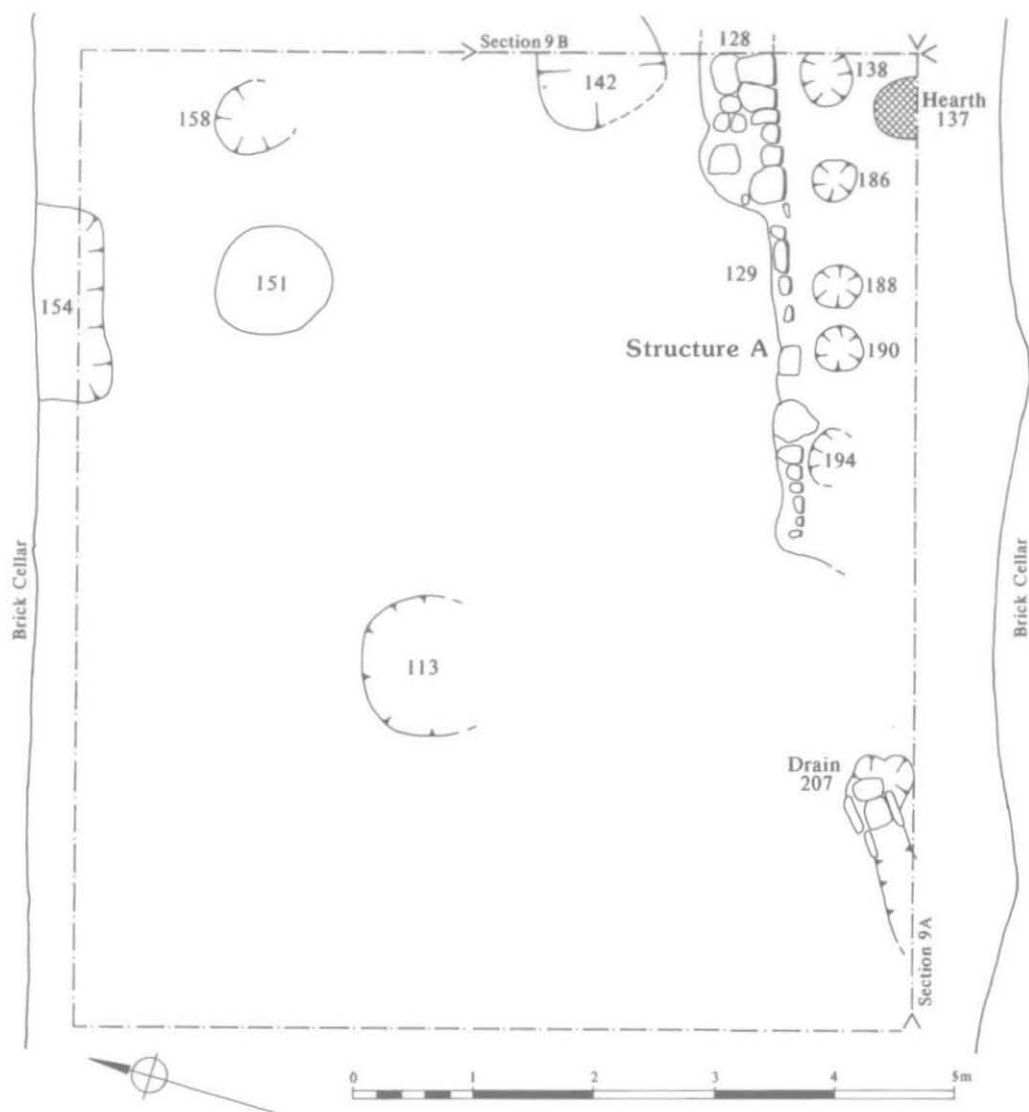 Section 9B
128
142
138
158
Hearth
137
186
154
151
129
188
Structure A
190
194
Brick Cellar
Brick Cellar
113
Drain
207
Section 9A
0 1 2 3 4 5m